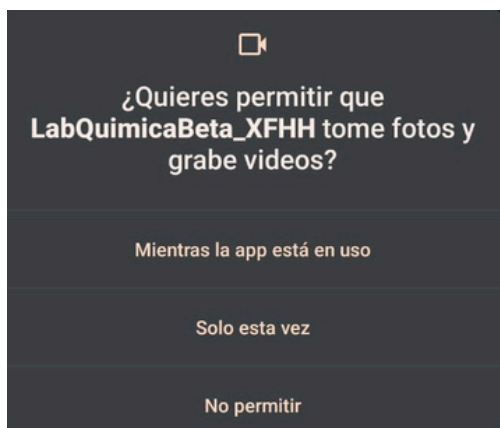 ¿Quieres permitir que
LabQuimicaBeta_XFHH tome fotos y
grabe videos?
Mientras la app está en uso
Solo esta vez
No permitir